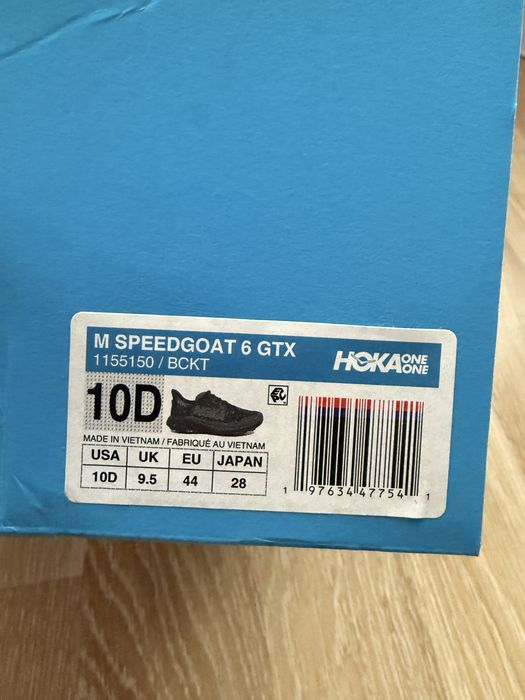 M SPEEDGOAT 6 GTX
1155150 / BCKT
HOKA ONE ONE
10D
MADE IN VIETNAM / FABRIQUÉ AU VIETNAM
USA UK EU JAPAN
10D 9.5 44 28
1 97634 47754 1